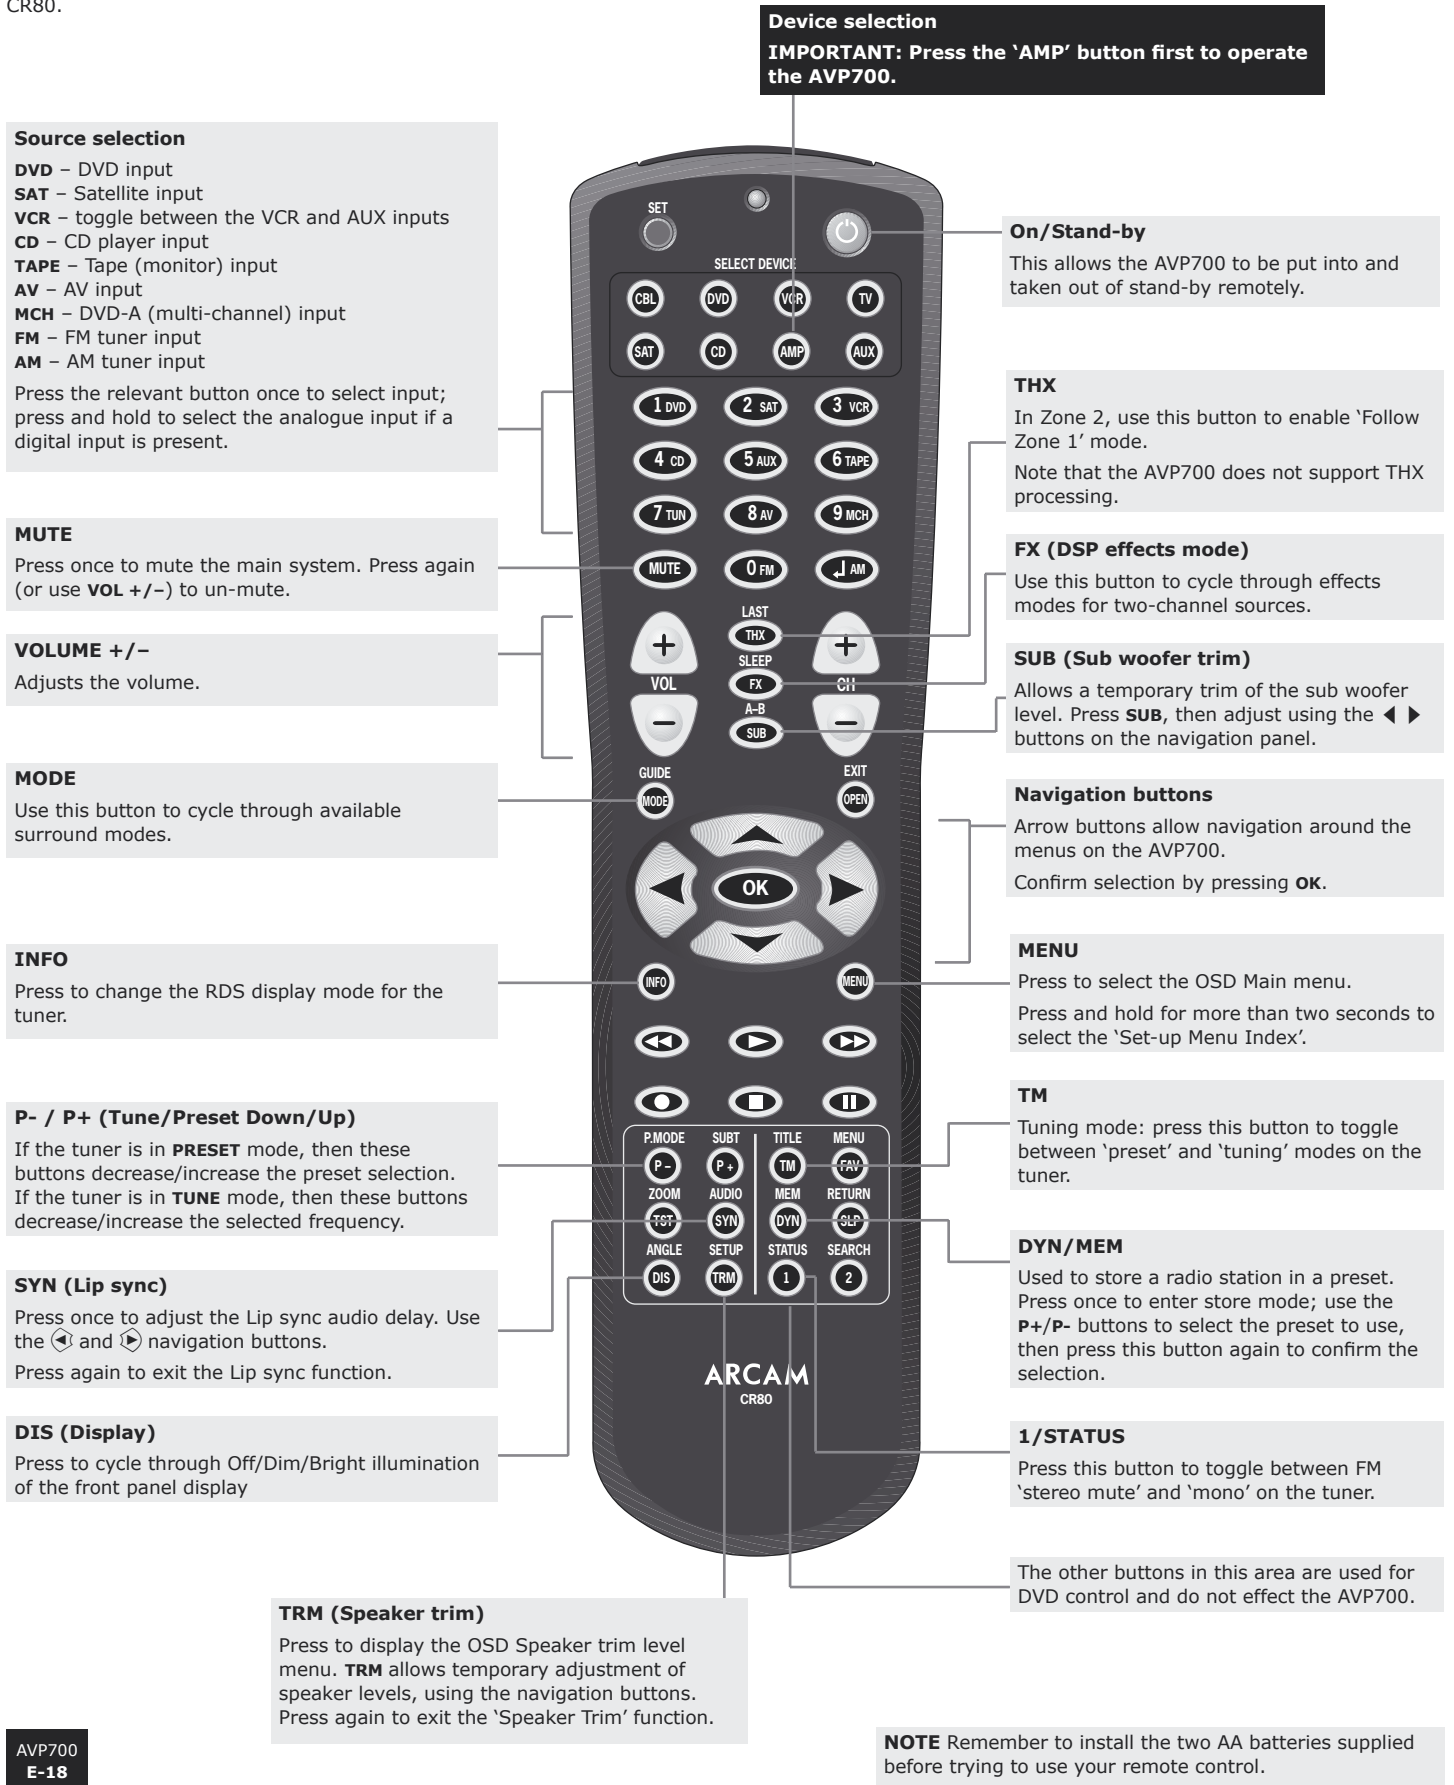 CR80.
Device selection
IMPORTANT: Press the ‘AMP’ button first to operate
the AVP700.
Source selection
DVD – DVD input
SAT – Satellite input
VCR – toggle between the VCR and AUX inputs
CD – CD player input
TAPE – Tape (monitor) input
AV – AV input
MCH – DVD-A (multi-channel) input
FM – FM tuner input
AM – AM tuner input
Press the relevant button once to select input;
press and hold to select the analogue input if a
digital input is present.
MUTE
Press once to mute the main system. Press again
(or use VOL +/–) to un-mute.
VOLUME +/–
Adjusts the volume.
MODE
Use this button to cycle through available
surround modes.
INFO
Press to change the RDS display mode for the
tuner.
P- / P+ (Tune/Preset Down/Up)
If the tuner is in PRESET mode, then these
buttons decrease/increase the preset selection.
If the tuner is in TUNE mode, then these buttons
decrease/increase the selected frequency.
SYN (Lip sync)
Press once to adjust the Lip sync audio delay. Use
the ◀ and ▶ navigation buttons.
Press again to exit the Lip sync function.
DIS (Display)
Press to cycle through Off/Dim/Bright illumination
of the front panel display
SET
SELECT DEVICE
CBL DVD VCR TV
SAT CD AMP AUX
1 DVD 2 SAT 3 VCR
4 CD 5 AUX 6 TAPE
7 TUN 8 AV 9 MCH
MUTE 0 FM AM
LAST
+ THX +
SLEEP
VOL FX CH
A–B
– SUB –
GUIDE EXIT
MODE OPEN
OK
INFO MENU
P.MODE SUBT TITLE MENU
P – P + TM FAV
ZOOM AUDIO MEM RETURN
TST SYN DYN SLP
ANGLE SETUP STATUS SEARCH
DIS TRM 1 2
ARCAM
CR80
On/Stand-by
This allows the AVP700 to be put into and
taken out of stand-by remotely.
THX
In Zone 2, use this button to enable ‘Follow
Zone 1’ mode.
Note that the AVP700 does not support THX
processing.
FX (DSP effects mode)
Use this button to cycle through effects
modes for two-channel sources.
SUB (Sub woofer trim)
Allows a temporary trim of the sub woofer
level. Press SUB, then adjust using the ◀ ▶
buttons on the navigation panel.
Navigation buttons
Arrow buttons allow navigation around the
menus on the AVP700.
Confirm selection by pressing OK.
MENU
Press to select the OSD Main menu.
Press and hold for more than two seconds to
select the ‘Set-up Menu Index’.
TM
Tuning mode: press this button to toggle
between ‘preset’ and ‘tuning’ modes on the
tuner.
DYN/MEM
Used to store a radio station in a preset.
Press once to enter store mode; use the
P+/P- buttons to select the preset to use,
then press this button again to confirm the
selection.
1/STATUS
Press this button to toggle between FM
‘stereo mute’ and ‘mono’ on the tuner.
The other buttons in this area are used for
DVD control and do not effect the AVP700.
TRM (Speaker trim)
Press to display the OSD Speaker trim level
menu. TRM allows temporary adjustment of
speaker levels, using the navigation buttons.
Press again to exit the ‘Speaker Trim’ function.
NOTE Remember to install the two AA batteries supplied
before trying to use your remote control.
AVP700
E-18